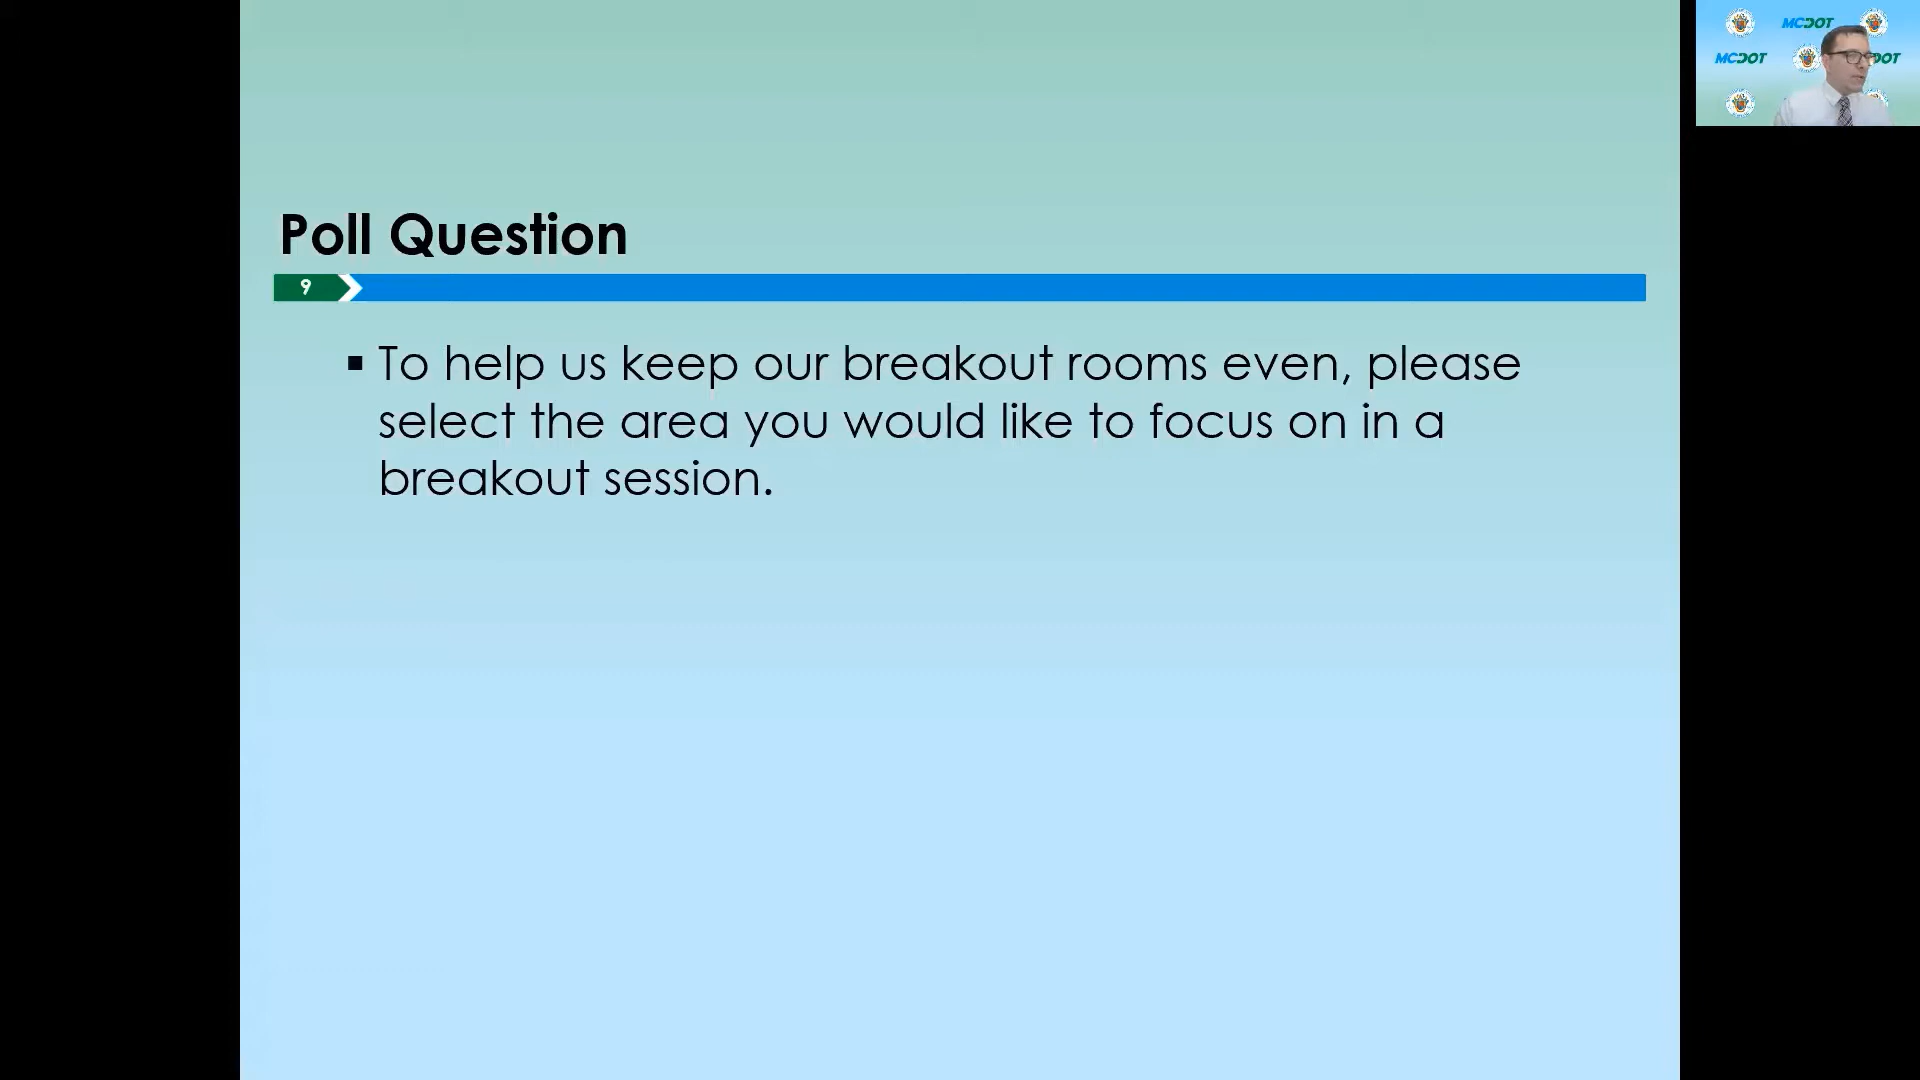 Poll Question
9
▪ To help us keep our breakout rooms even, please
select the area you would like to focus on in a
breakout session.
MCDOT
MCDOT
DOT